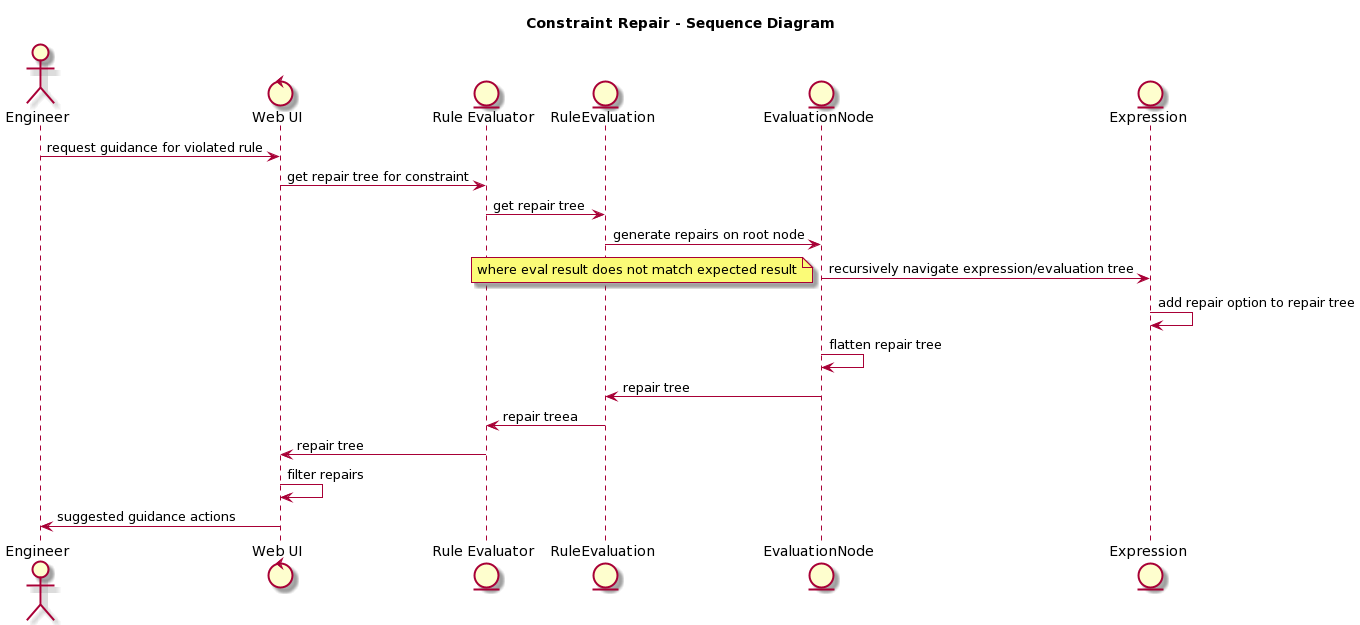 Constraint Repair - Sequence Diagram
Engineer
Web UI
Rule Evaluator
RuleEvaluation
EvaluationNode
Expression
request guidance for violated rule
get repair tree for constraint
get repair tree
generate repairs on root node
where eval result does not match expected result
recursively navigate expression/evaluation tree
add repair option to repair tree
flatten repair tree
repair tree
repair treea
repair tree
filter repairs
suggested guidance actions
Engineer
Web UI
Rule Evaluator
RuleEvaluation
EvaluationNode
Expression